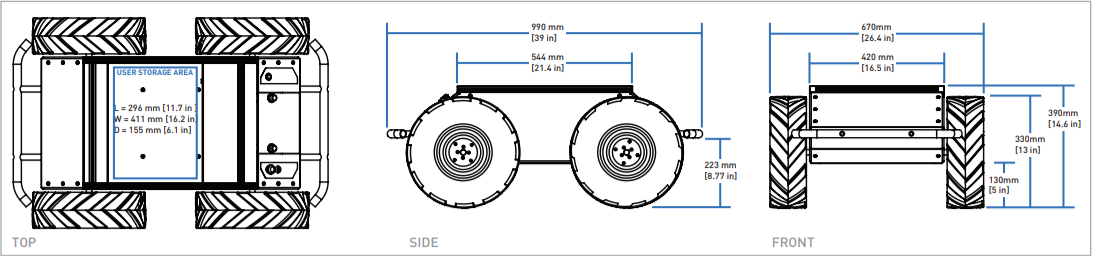 USER STORAGE AREA
L = 296 mm [11.7 in
W = 411 mm [16.2 in
D = 155 mm [6.1 in]
TOP
990 mm
[39 in]
544 mm
[21.4 in]
223 mm
[8.77 in]
SIDE
670mm
[26.4 in]
420 mm
[16.5 in]
390mm
[14.6 in]
330mm
[13 in]
130mm
[5 in]
FRONT